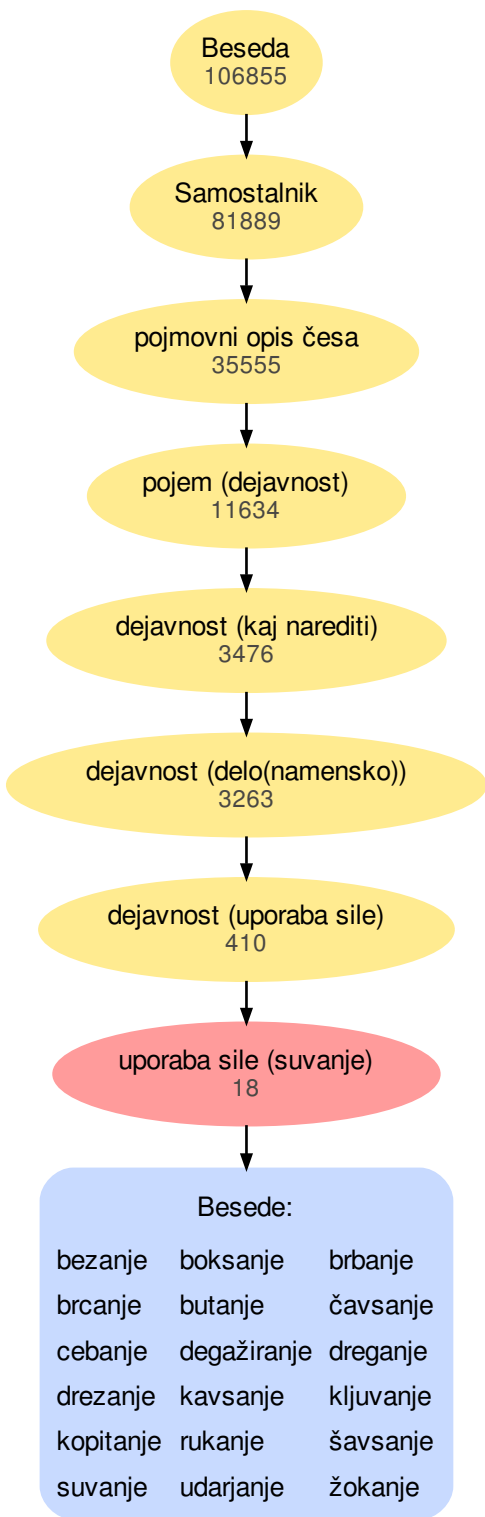 Beseda
106855
Samostalnik
81889
pojmovni opis česa
35555
pojem (dejavnost)
11634
dejavnost (kaj narediti)
3476
dejavnost (delo(namensko))
3263
dejavnost (uporaba sile)
410
uporaba sile (suvanje)
18
Besede:
bezanje boksanje brbanje
brcanje butanje čavsanje
cebanje degažiranje dreganje
drezanje kavsanje kljuvanje
kopitanje rukanje šavsanje
suvanje udarjanje žokanje